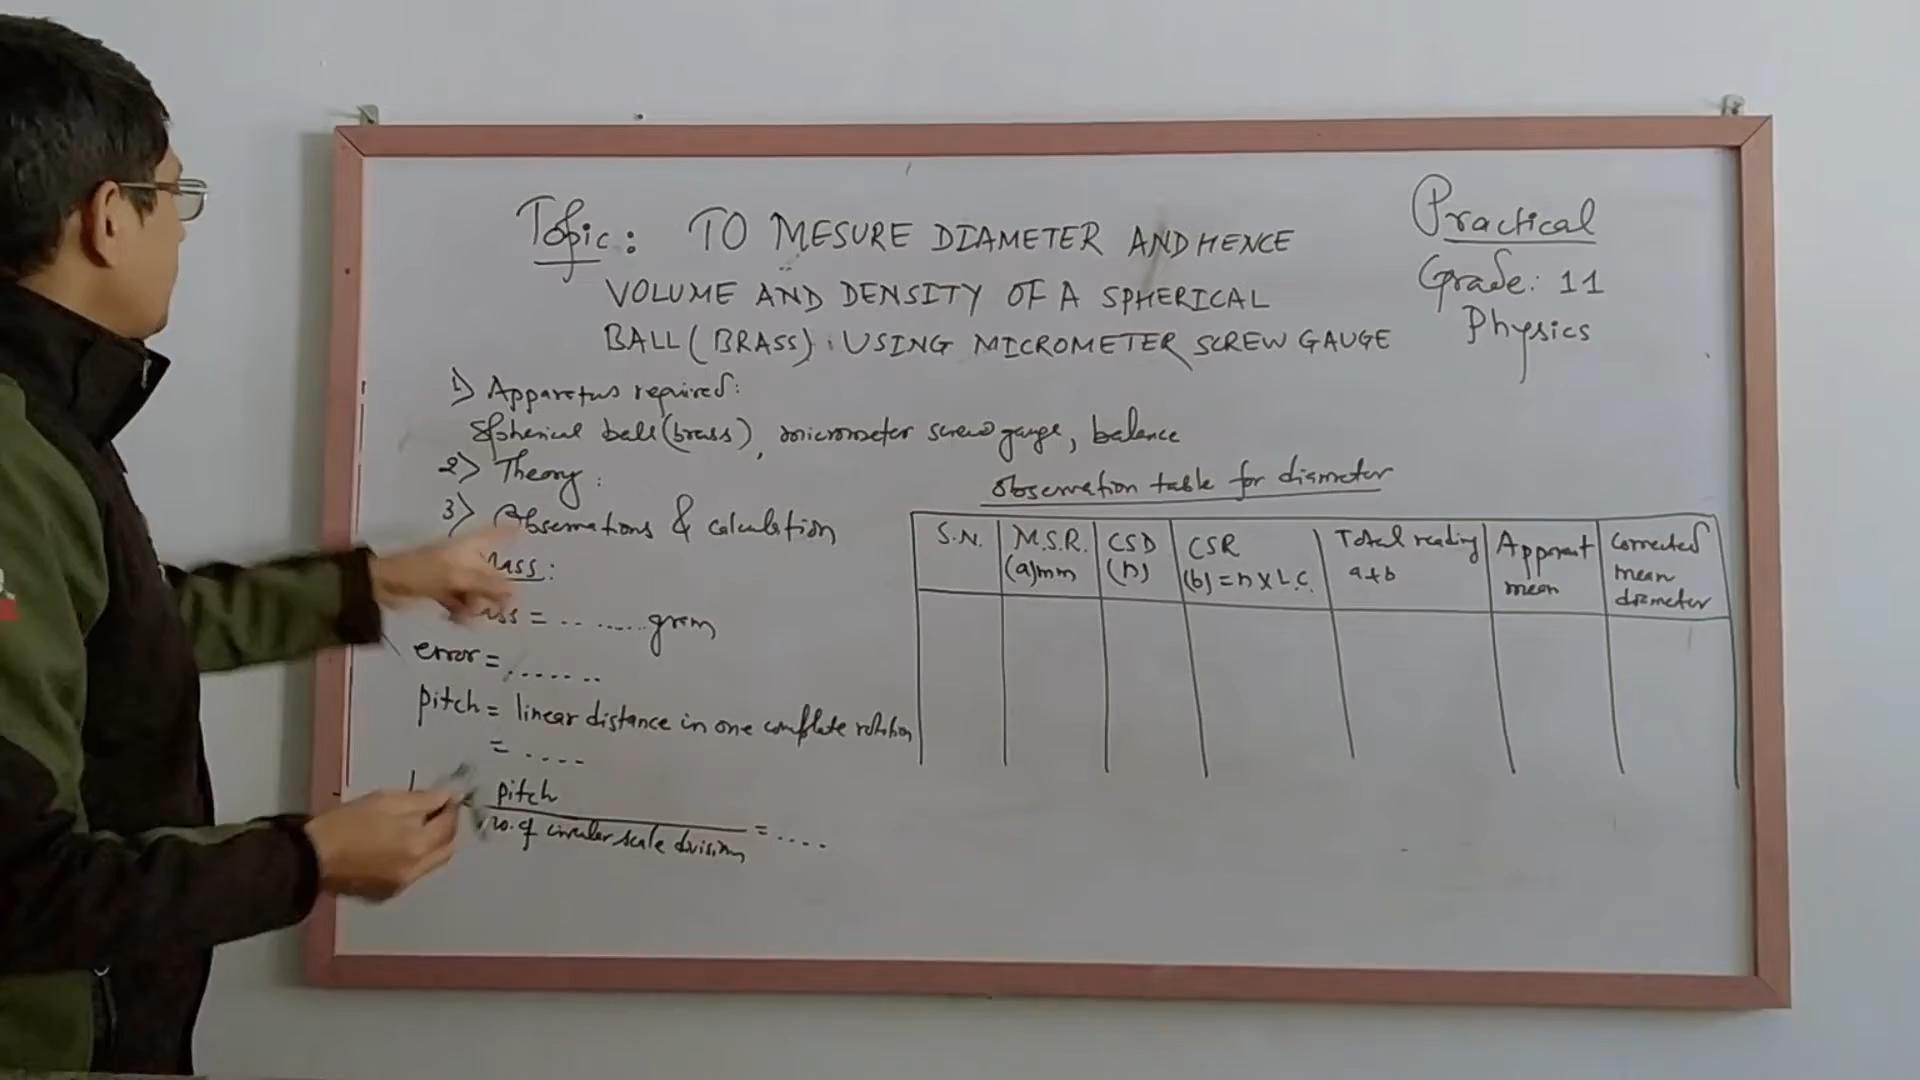 Topic: TO MESURE DIAMETER AND HENCE
VOLUME AND DENSITY OF A SPHERICAL
BALL (BRASS): USING MICROMETER SCREW GAUGE
Practical
Grade: 11
Physics
1) Apparatus required:
Spherical ball (brass), micrometer screw gauge, balance
2) Theory:
3) Observations & calculation
Mass:
= ........ gram
error = .......
pitch = linear distance in one complete rotation
= ....
pitch
no. of circular scale division = ....
Observation table for diameter
S.N. M.S.R. (a)mm CSD (n) CSR (b) = n x L.C. Total reading a+b Apparent mean Corrected mean diameter